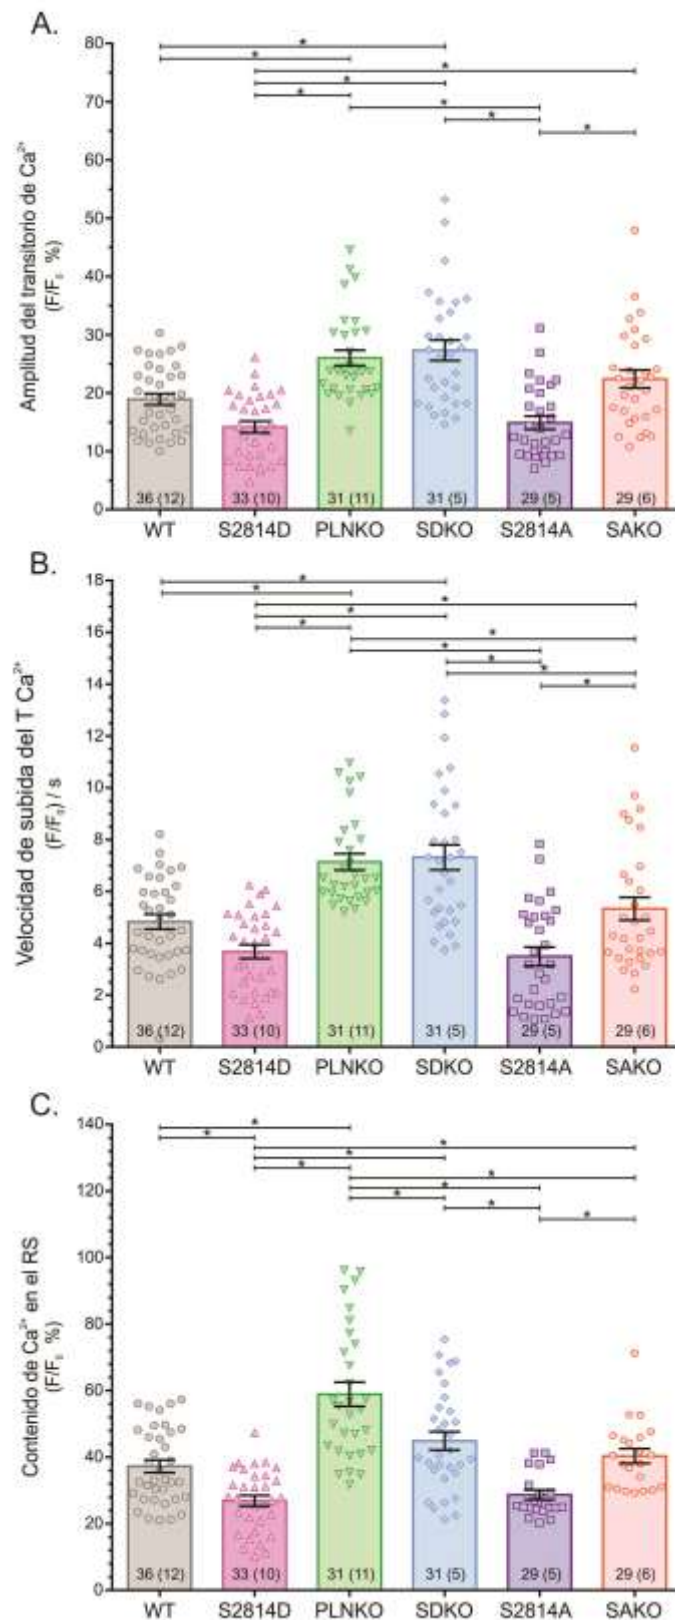 A.
Amplitud del transitorio de Ca²⁺
(F/F₀ %)
80
70
60
50
40
30
20
10
0
* * * * * * * *
36 (12) 33 (10) 31 (11) 31 (5) 29 (5) 29 (6)
WT S2814D PLNKO SDKO S2814A SAKO
B.
Velocidad de subida del T Ca²⁺
(F/F₀) / s
18
16
14
12
10
8
6
4
2
0
* * * * * * * * * *
36 (12) 33 (10) 31 (11) 31 (5) 29 (5) 29 (6)
WT S2814D PLNKO SDKO S2814A SAKO
C.
Contenido de Ca²⁺ en el RS
(F/F₀ %)
140
120
100
80
60
40
20
0
* * * * * * * * * *
36 (12) 33 (10) 31 (11) 31 (5) 29 (5) 29 (6)
WT S2814D PLNKO SDKO S2814A SAKO